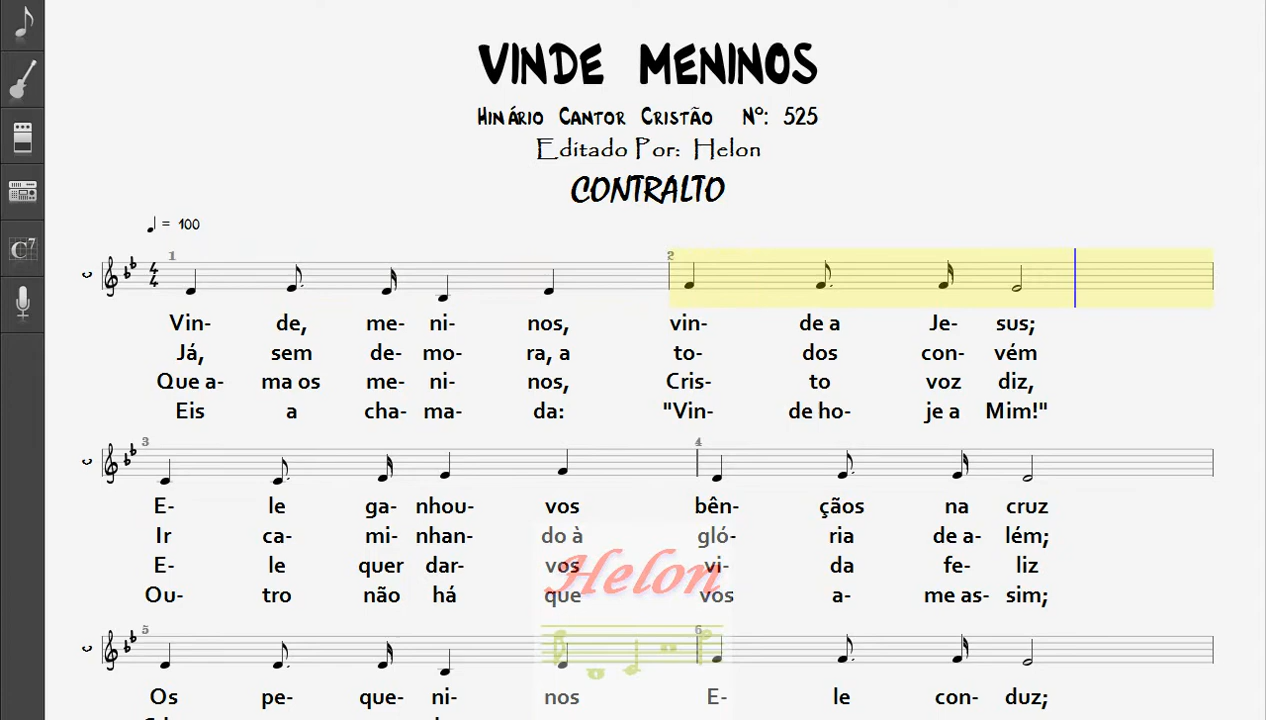 VINDE MENINOS
HINÁRIO CANTOR CRISTÃO Nº: 525
Editado Por: Helon
CONTRALTO
= 100
1 2
Vin- de, me- ni- nos, vin- de a Je- sus;
Já, sem de- mo- ra, a to- dos con- vém
Que a- ma os me- ni- nos, Cris- to voz diz,
Eis a cha- ma- da: "Vin- de ho- je a Mim!"
3 4
E- le ga- nhou- vos bên- çãos na cruz
Ir ca- mi- nhan- do à gló- ria de a- lém;
E- le quer dar- vos vi- da fe- liz
Ou- tro não há que vos a- me as- sim;
Helon
5 6
Os pe- que- ni- nos E- le con- duz;
C7